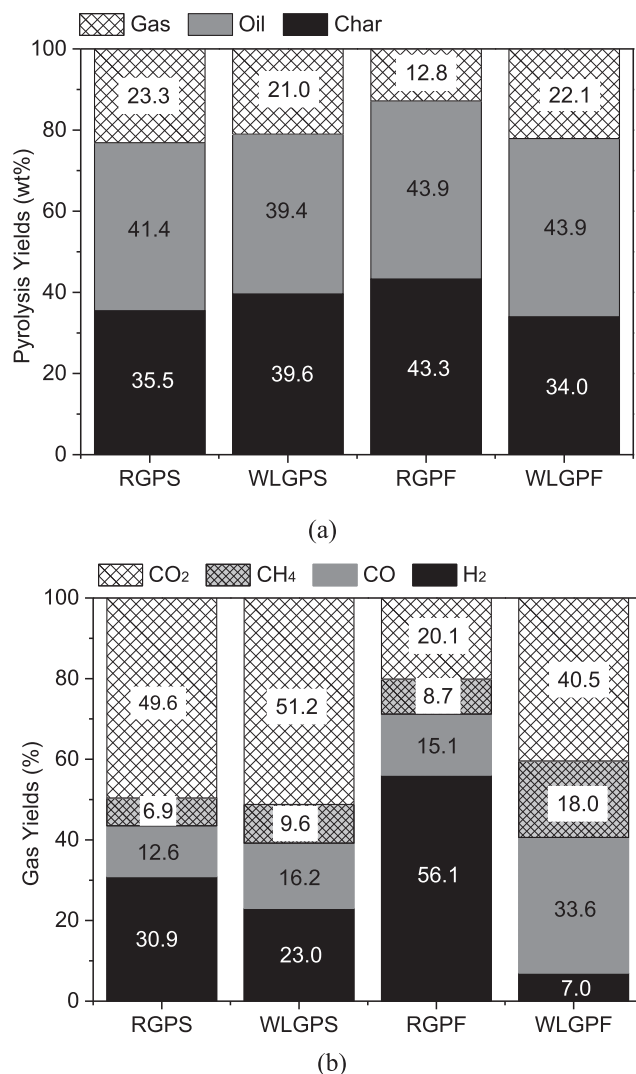 Gas Oil Char
Pyrolysis Yields (wt%)
100
80
60
40
20
0
23.3 21.0 12.8 22.1
41.4 39.4 43.9 43.9
35.5 39.6 43.3 34.0
RGPS WLGPS RGPF WLGPF
(a)
CO₂ CH₄ CO H₂
Gas Yields (%)
100
80
60
40
20
0
49.6 51.2 20.1 40.5
6.9 9.6 8.7 18.0
12.6 16.2 15.1 33.6
30.9 23.0 56.1 7.0
RGPS WLGPS RGPF WLGPF
(b)